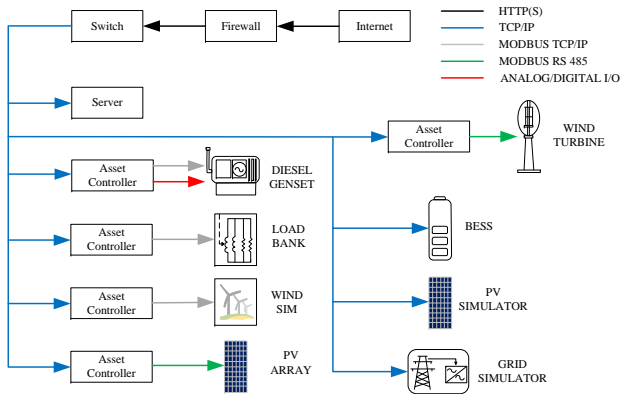 Switch
Firewall
Internet
HTTP(S)
TCP/IP
MODBUS TCP/IP
MODBUS RS 485
ANALOG/DIGITAL I/O
Server
Asset
Controller
WIND
TURBINE
Asset
Controller
DIESEL
GENSET
Asset
Controller
LOAD
BANK
BESS
Asset
Controller
WIND
SIM
PV
SIMULATOR
Asset
Controller
PV
ARRAY
GRID
SIMULATOR